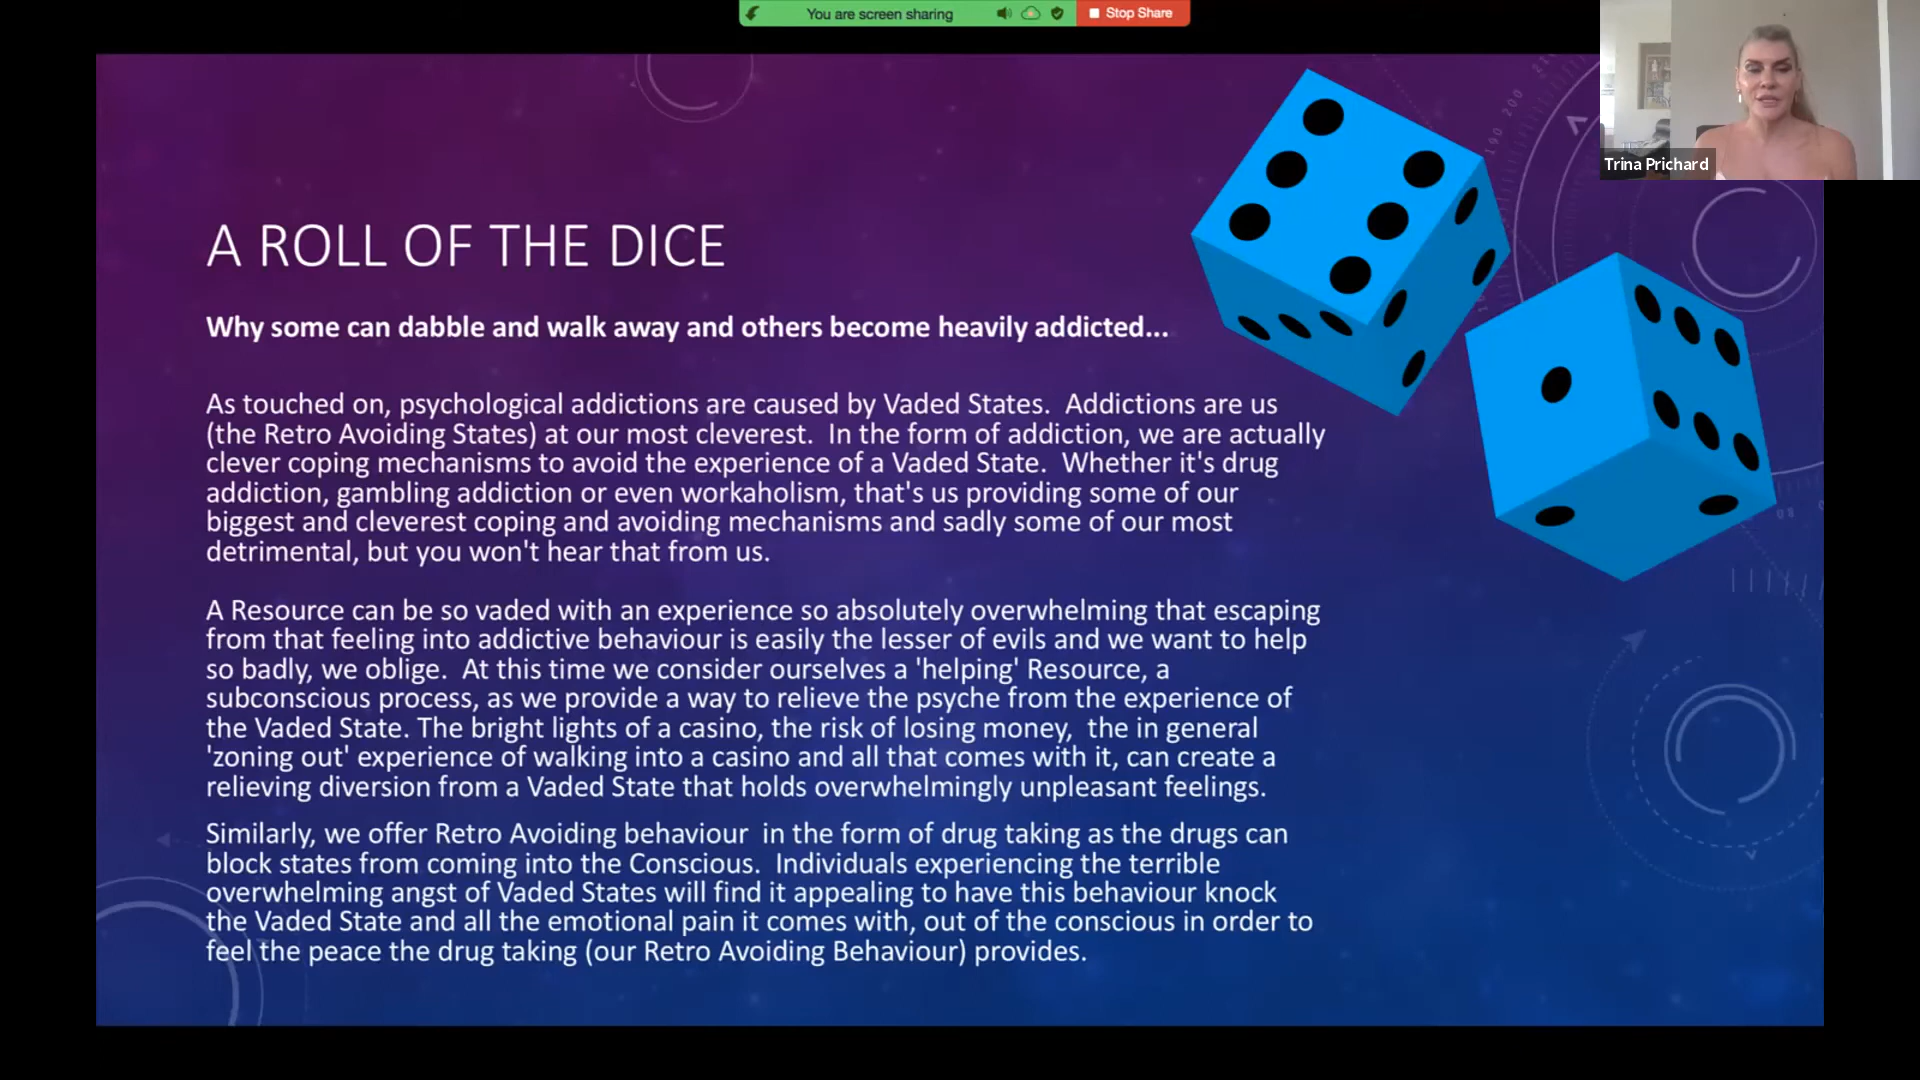 You are screen sharing
Stop Share
Trina Prichard
190 200
A ROLL OF THE DICE
Why some can dabble and walk away and others become heavily addicted...
As touched on, psychological addictions are caused by Vaded States.  Addictions are us
(the Retro Avoiding States) at our most cleverest.  In the form of addiction, we are actually
clever coping mechanisms to avoid the experience of a Vaded State.  Whether it's drug
addiction, gambling addiction or even workaholism, that's us providing some of our
biggest and cleverest coping and avoiding mechanisms and sadly some of our most
detrimental, but you won't hear that from us.
A Resource can be so vaded with an experience so absolutely overwhelming that escaping
from that feeling into addictive behaviour is easily the lesser of evils and we want to help
so badly, we oblige.  At this time we consider ourselves a 'helping' Resource, a
subconscious process, as we provide a way to relieve the psyche from the experience of
the Vaded State. The bright lights of a casino, the risk of losing money,  the in general
'zoning out' experience of walking into a casino and all that comes with it, can create a
relieving diversion from a Vaded State that holds overwhelmingly unpleasant feelings.
Similarly, we offer Retro Avoiding behaviour  in the form of drug taking as the drugs can
block states from coming into the Conscious.  Individuals experiencing the terrible
overwhelming angst of Vaded States will find it appealing to have this behaviour knock
the Vaded State and all the emotional pain it comes with, out of the conscious in order to
feel the peace the drug taking (our Retro Avoiding Behaviour) provides.